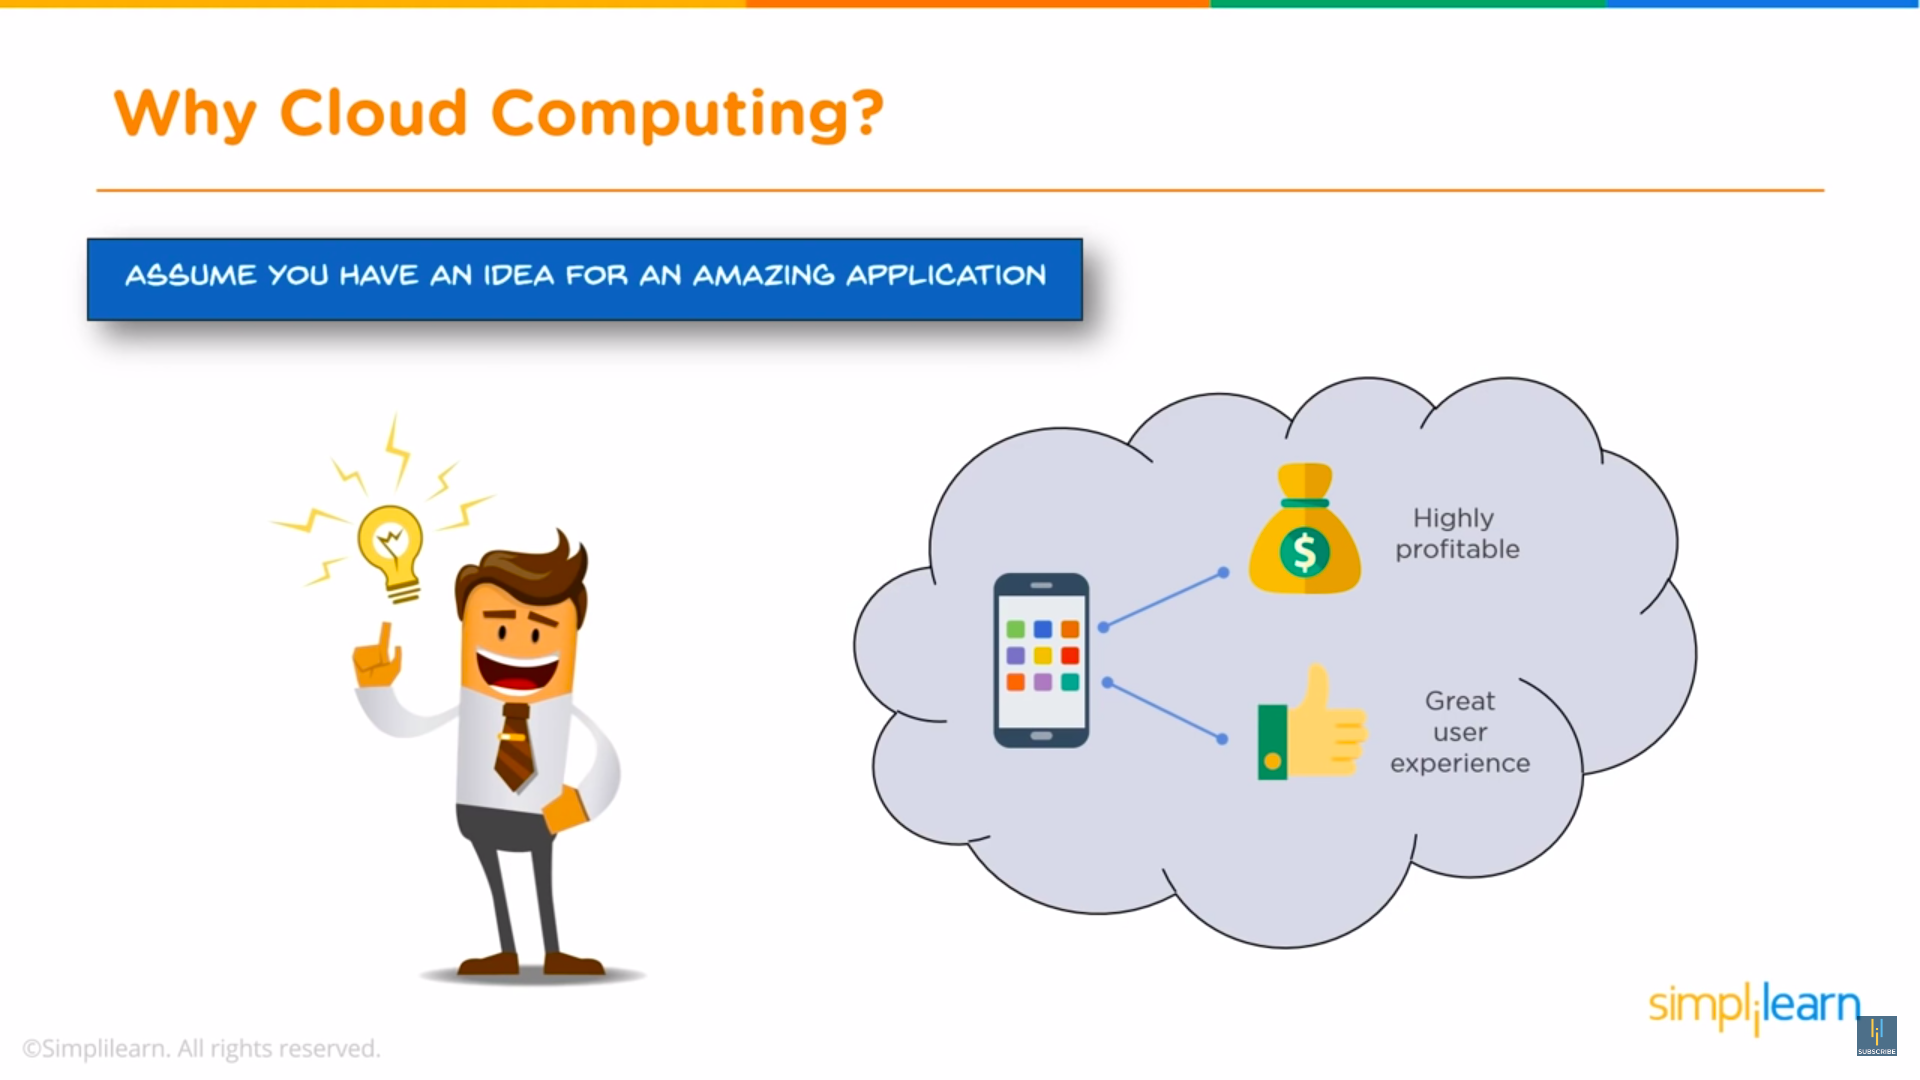 Why Cloud Computing?
ASSUME YOU HAVE AN IDEA FOR AN AMAZING APPLICATION
$
Highly
profitable
Great
user
experience
simplilearn
SUBSCRIBE
©Simplilearn. All rights reserved.